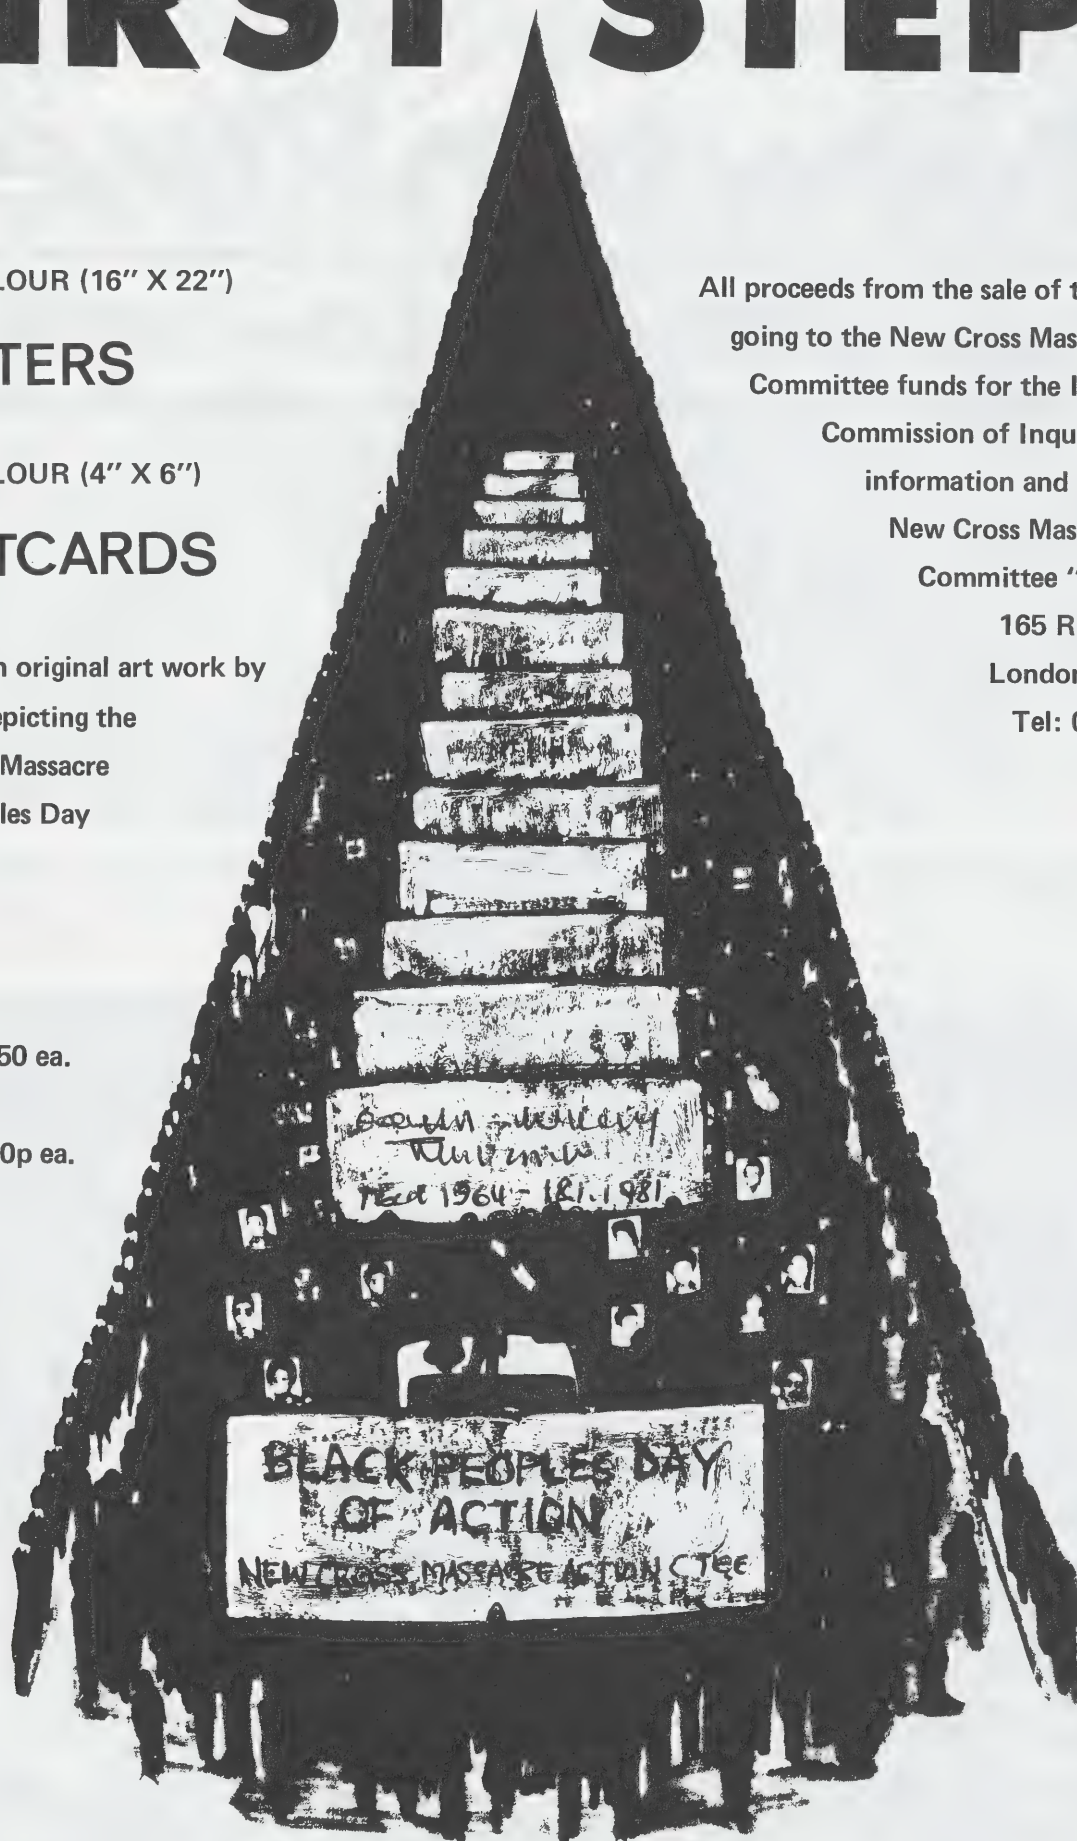 IRST STEP
LOUR (16" X 22")
TERS
LOUR (4" X 6")
TCARDS
n original art work by
epicting the
Massacre
les Day
50 ea.
0p ea.
All proceeds from the sale of t
going to the New Cross Mas
Committee funds for the I
Commission of Inqu
information and
New Cross Mas
Committee "
165 R
London
Tel: 0
1964 - 18.1.1981
BLACK PEOPLES DAY
OF ACTION
NEW CROSS MASSACRE ACTION CTEE